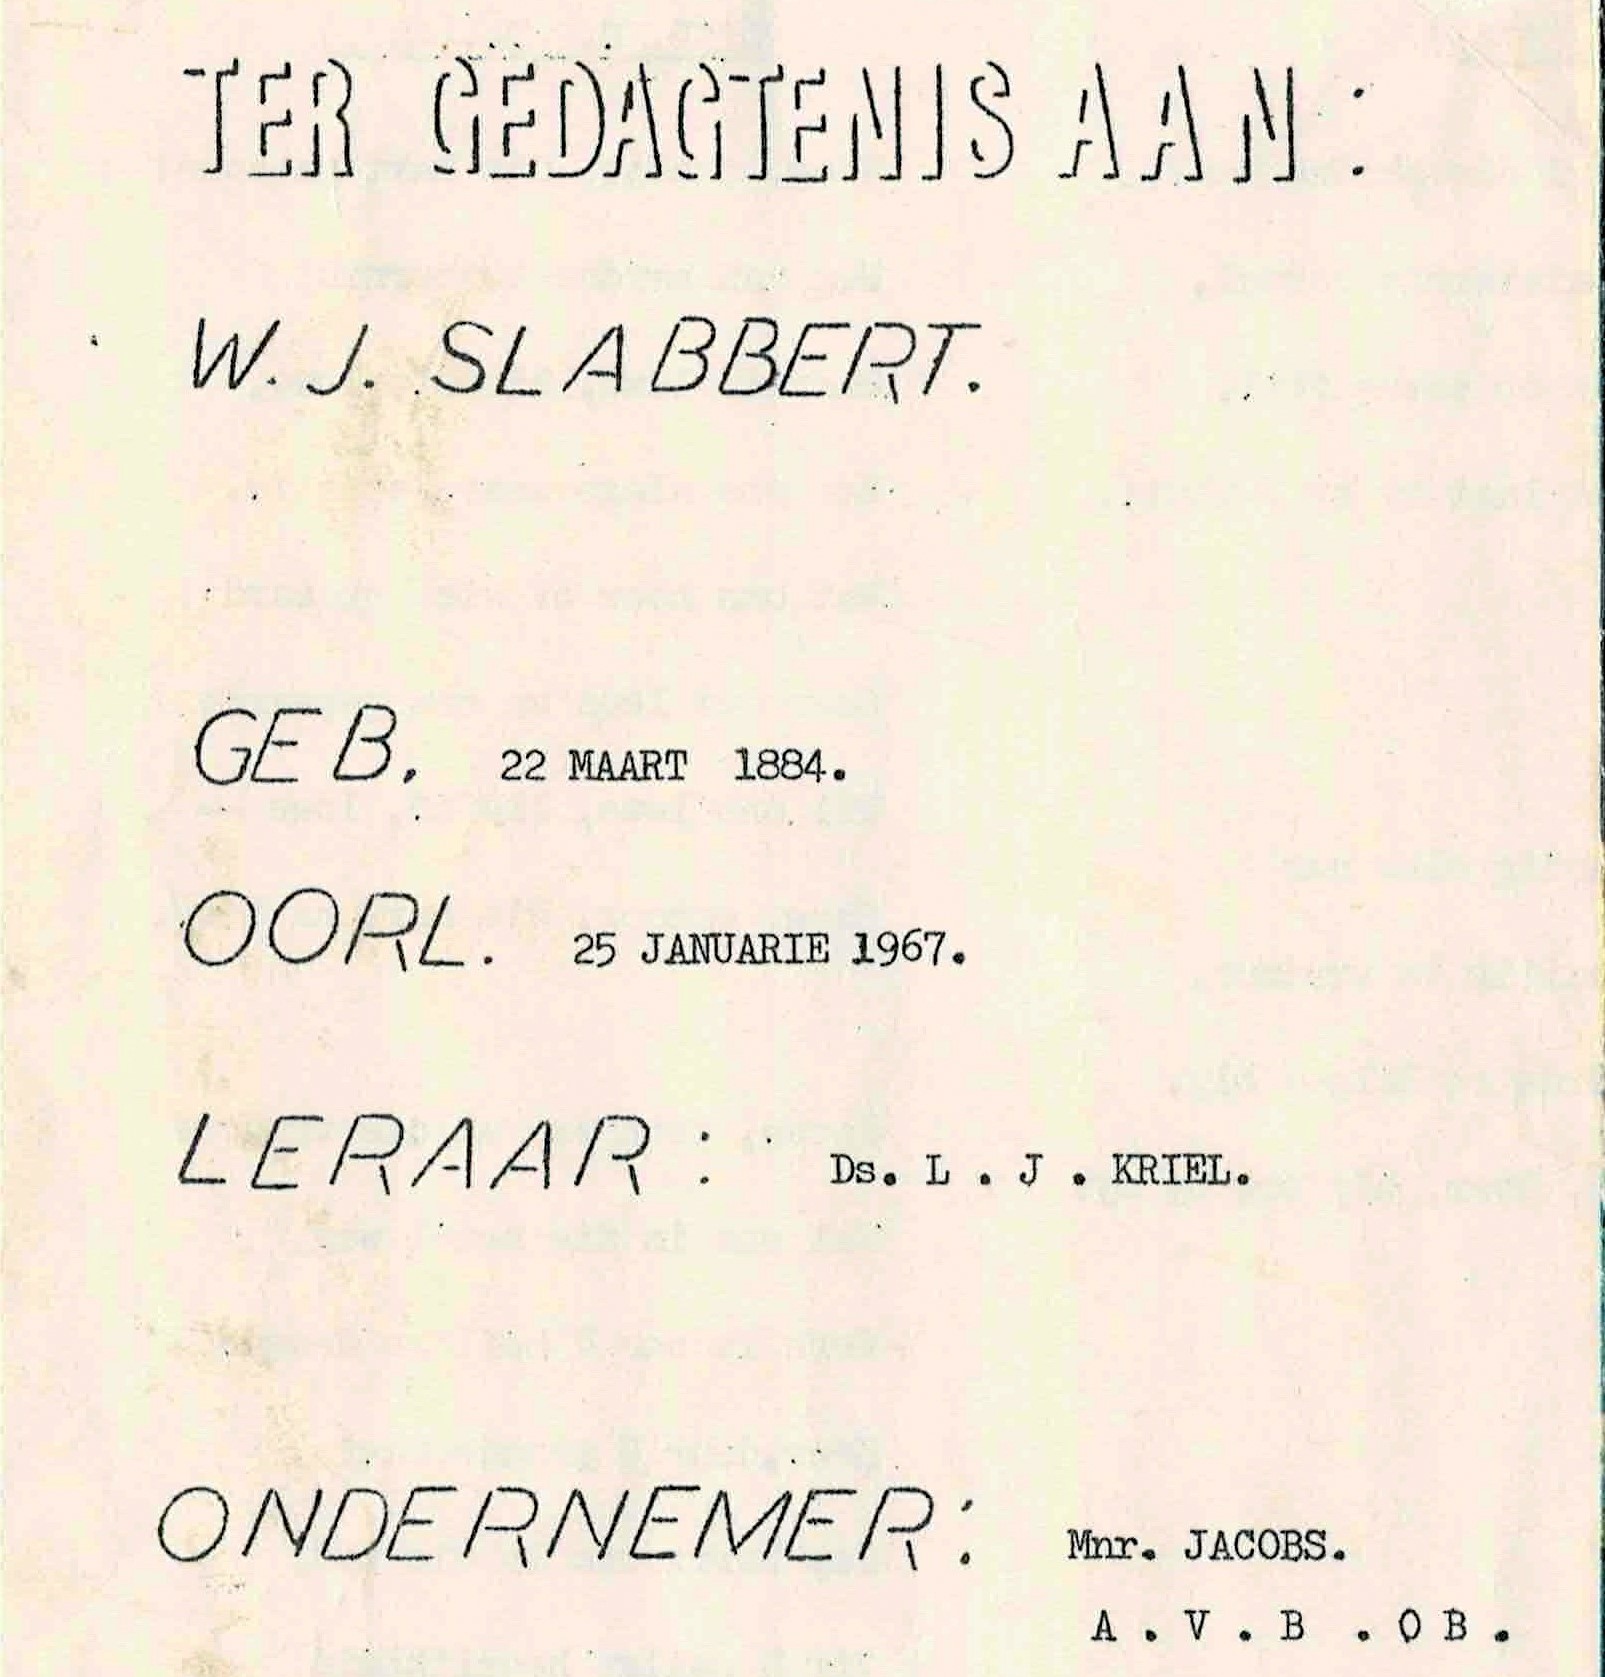 TER GEDAGTENIS AAN:
W.J. SLABBERT.
GEB. 22 MAART 1884.
OORL. 25 JANUARIE 1967.
LERAAR: Ds. L . J . KRIEL.
ONDERNEMER: Mnr. JACOBS.
A . V . B . OB .